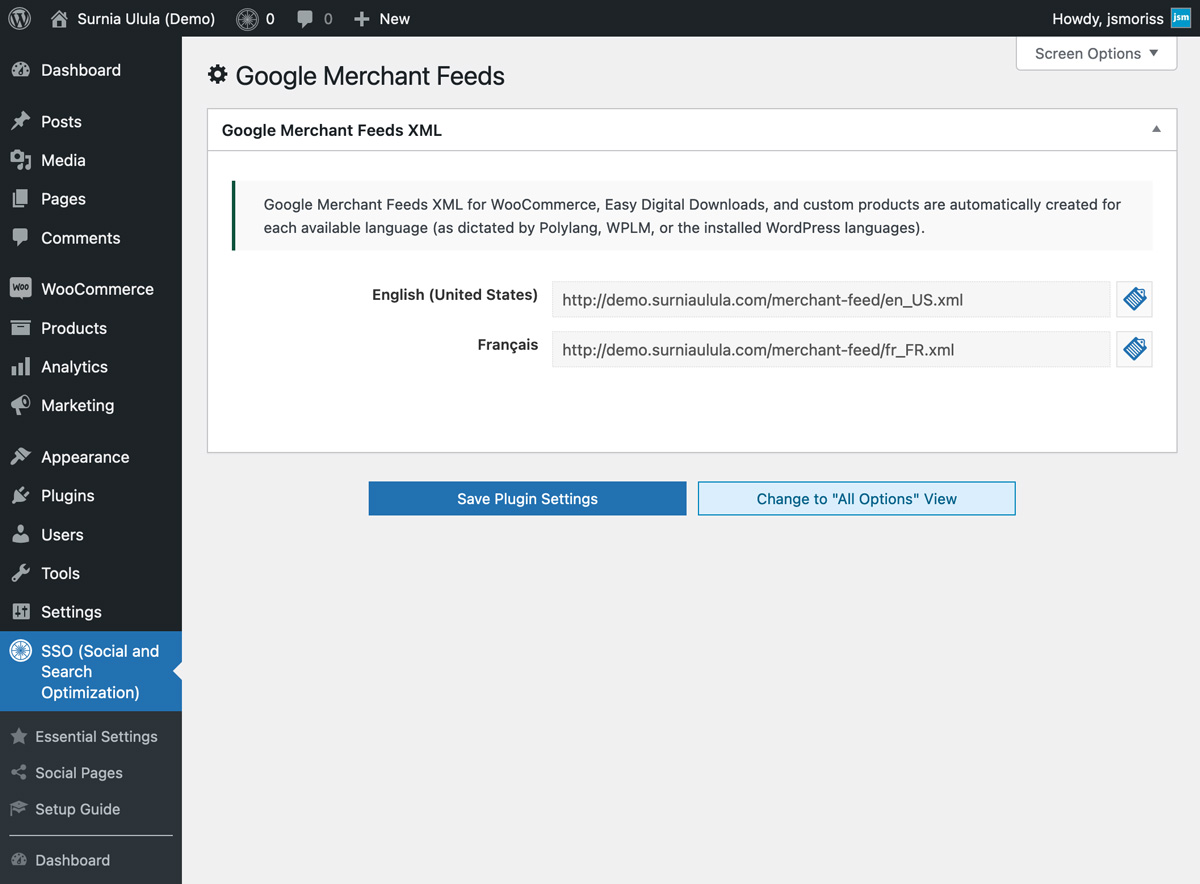 Surnia Ulula (Demo) 0 0 New Howdy, jsmoriss jsm
Screen Options
Dashboard
Posts
Media
Pages
Comments
Woo WooCommerce
Products
Analytics
Marketing
Appearance
Plugins
Users
Tools
Settings
SSO (Social and
Search
Optimization)
Essential Settings
Social Pages
Setup Guide
Dashboard
Google Merchant Feeds
Google Merchant Feeds XML
Google Merchant Feeds XML for WooCommerce, Easy Digital Downloads, and custom products are automatically created for
each available language (as dictated by Polylang, WPLM, or the installed WordPress languages).
English (United States) http://demo.surniaulula.com/merchant-feed/en_US.xml
Français http://demo.surniaulula.com/merchant-feed/fr_FR.xml
Save Plugin Settings Change to "All Options" View